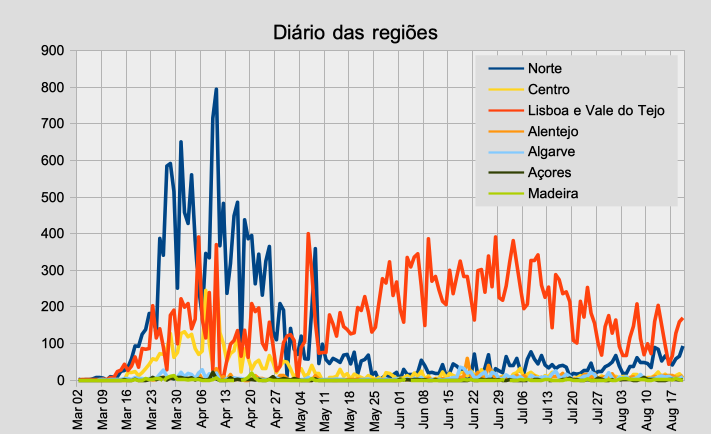 Diário das regiões
900
800
700
600
500
400
300
200
100
0
Norte
Centro
Lisboa e Vale do Tejo
Alentejo
Algarve
Açores
Madeira
Mar 02
Mar 09
Mar 16
Mar 23
Mar 30
Apr 06
Apr 13
Apr 20
Apr 27
May 04
May 11
May 18
May 25
Jun 01
Jun 08
Jun 15
Jun 22
Jun 29
Jul 06
Jul 13
Jul 20
Jul 27
Aug 03
Aug 10
Aug 17